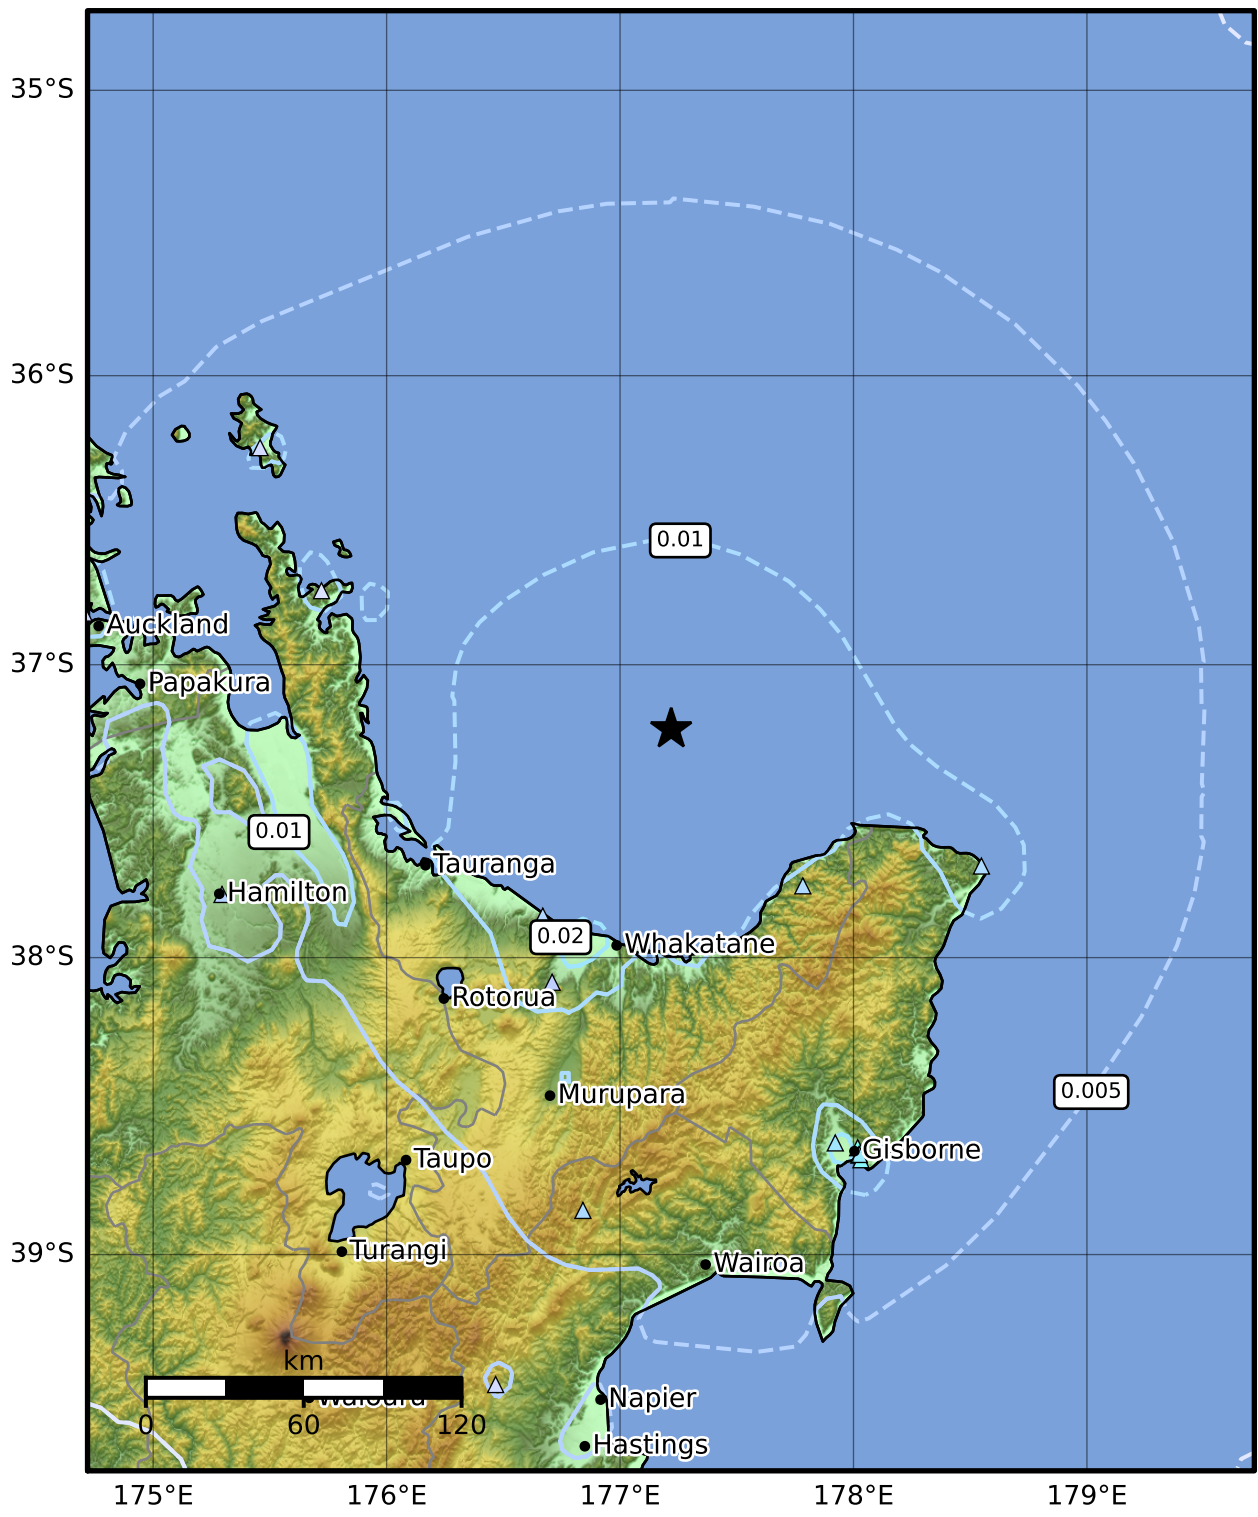 35°S
36°S
0.01
Auckland
37°S
Papakura
0.01
Tauranga
Hamilton
0.02
Whakatane
38°S
Rotorua
Murupara
0.005
Gisborne
Taupo
39°S
Turangi
Wairoa
km
Napier
0
60
120
Hastings
175°E
176°E
177°E
178°E
179°E